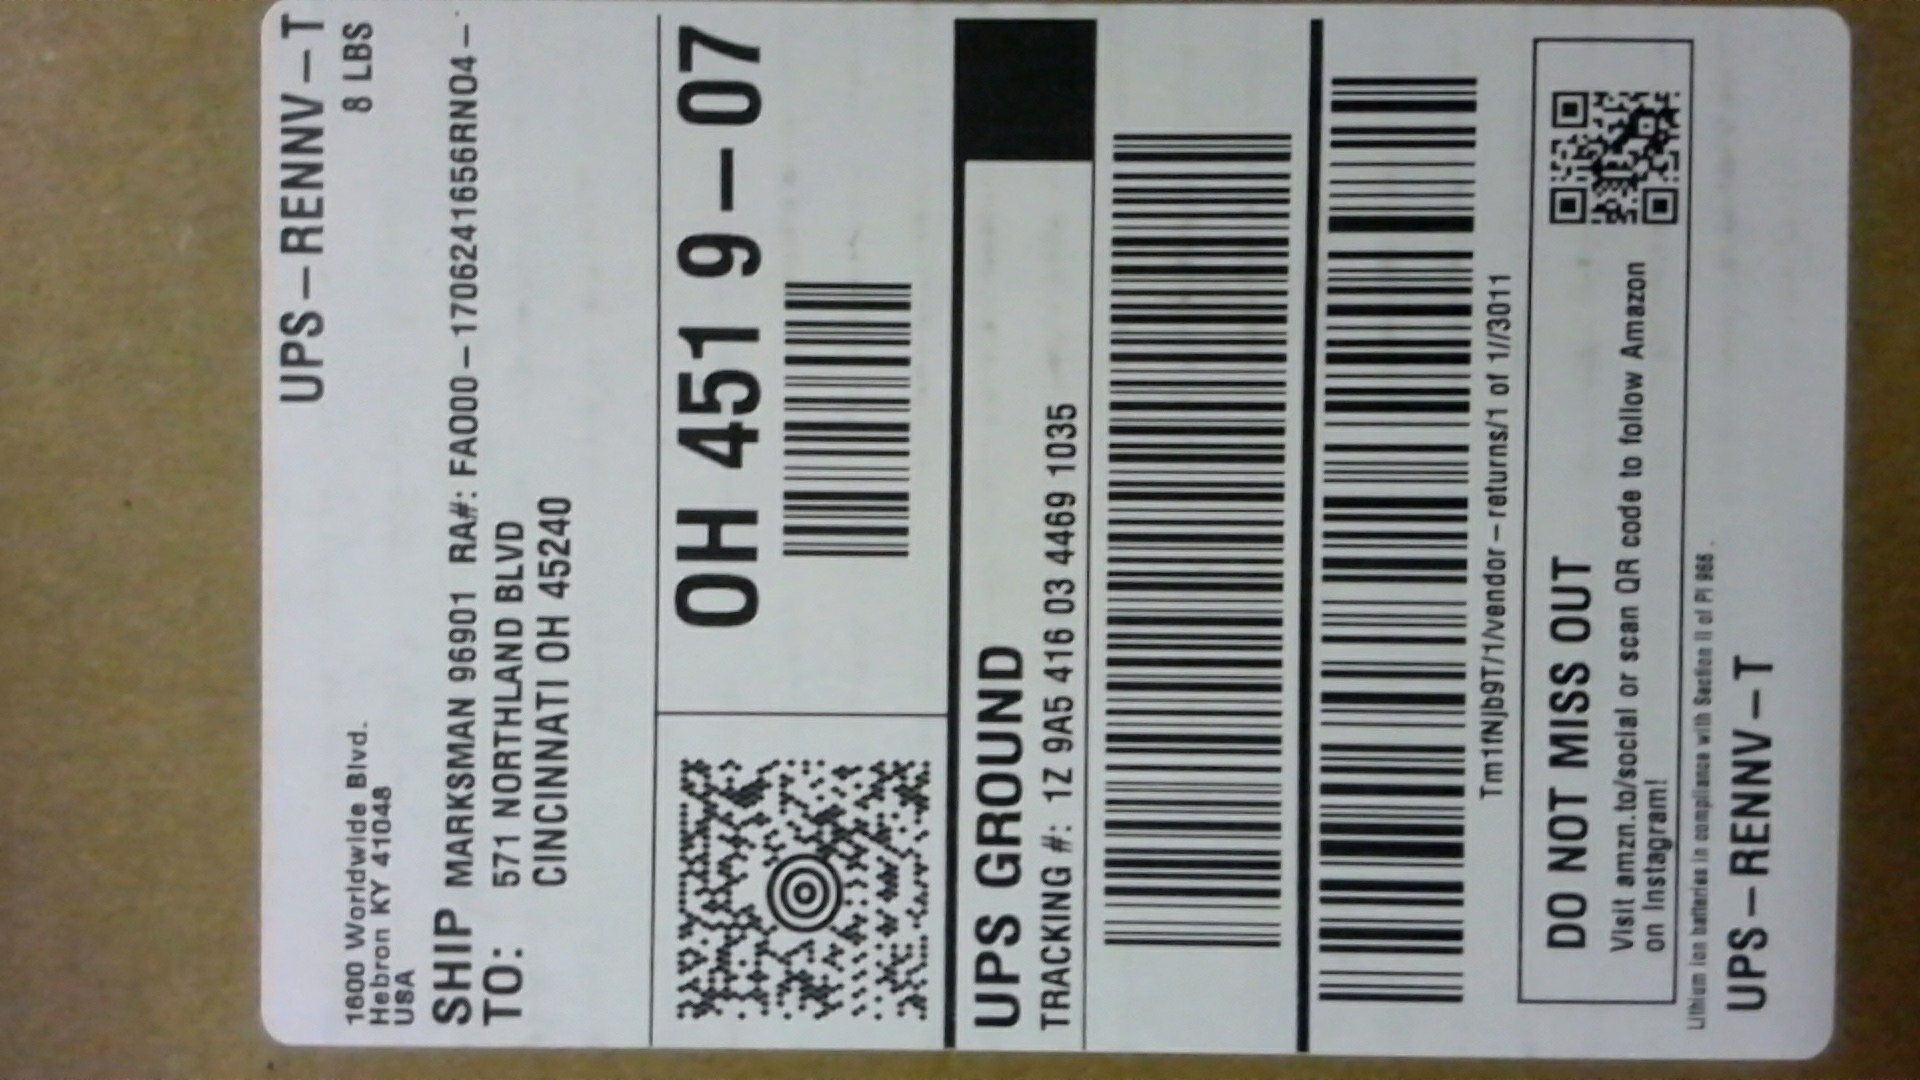 UPS-RENNV-T
8 LBS
1600 Worldwide Blvd.
Hebron KY 41048
USA
SHIP TO:
MARKSMAN 96901 RA#: FA000-1706241656RN04-
571 NORTHLAND BLVD
CINCINNATI OH 45240
OH 451 9-07
UPS GROUND
TRACKING #: 1Z 9A5 416 03 4469 1035
Tm1fNjb9T/1/vendor-returns/1 of 1//3011
DO NOT MISS OUT
Visit amzn.to/social or scan QR code to follow Amazon
on Instagram!
Lithium ion batteries in compliance with Section II of PI 966.
UPS-RENNV-T